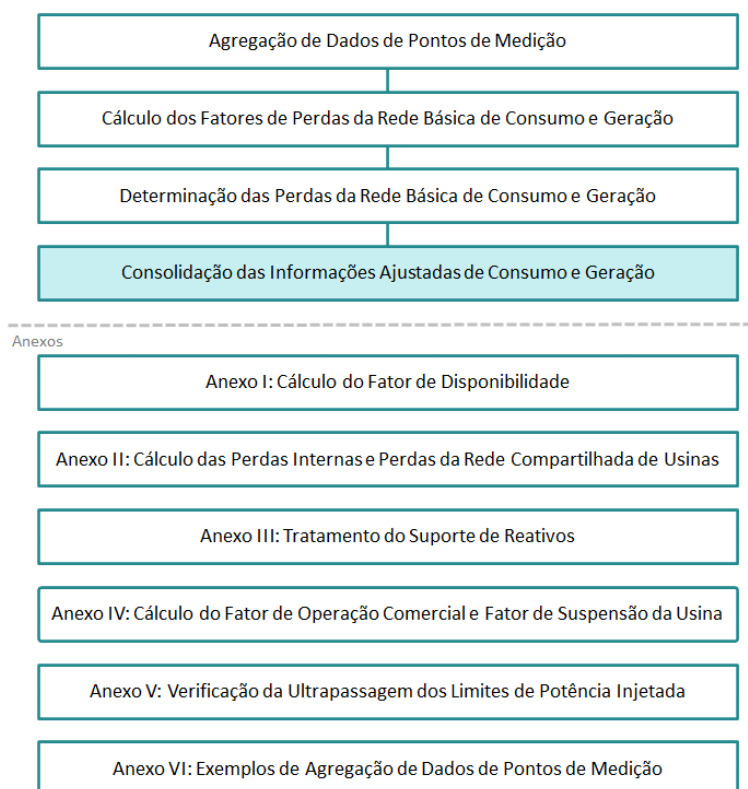 Agregação de Dados de Pontos de Medição
Cálculo dos Fatores de Perdas da Rede Básica de Consumo e Geração
Determinação das Perdas da Rede Básica de Consumo e Geração
Consolidação das Informações Ajustadas de Consumo e Geração
Anexos
Anexo I: Cálculo do Fator de Disponibilidade
Anexo II: Cálculo das Perdas Internas e Perdas da Rede Compartilhada de Usinas
Anexo III: Tratamento do Suporte de Reativos
Anexo IV: Cálculo do Fator de Operação Comercial e Fator de Suspensão da Usina
Anexo V: Verificação da Ultrapassagem dos Limites de Potência Injetada
Anexo VI: Exemplos de Agregação de Dados de Pontos de Medição